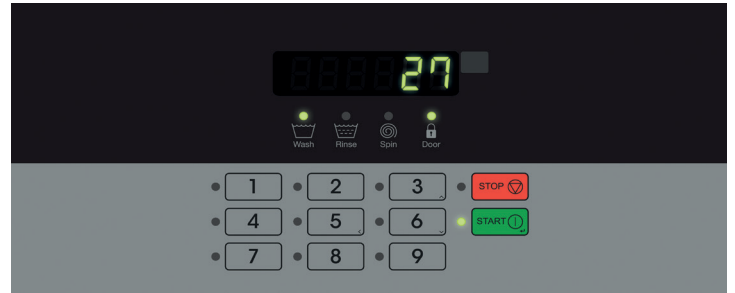 27
Wash Rinse Spin Door
1 2 3 STOP
4 5 6 START
7 8 9